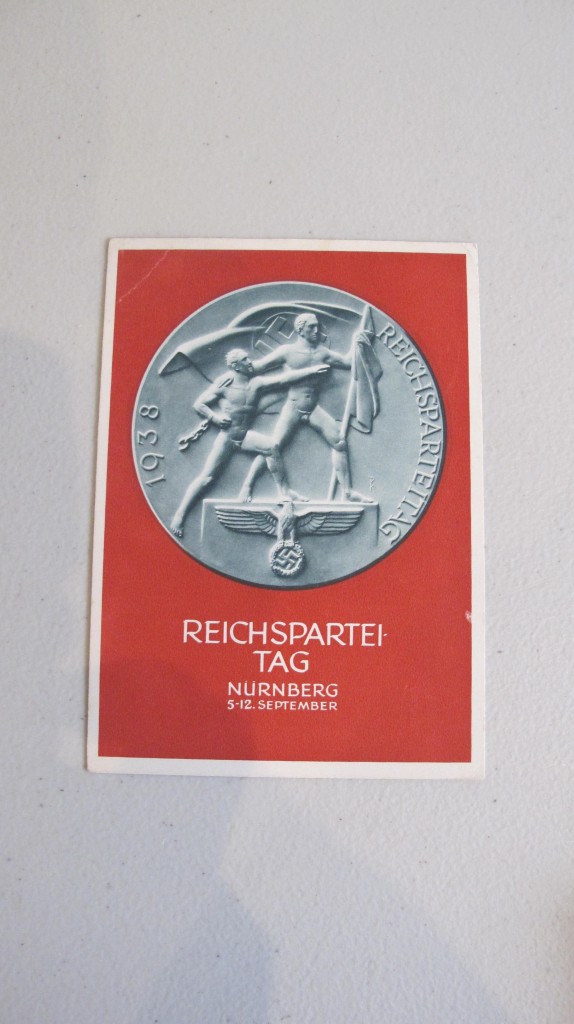 1938
REICHSPARTEITAG
REICHSPARTEI-
TAG
NÜRNBERG
5-12. SEPTEMBER